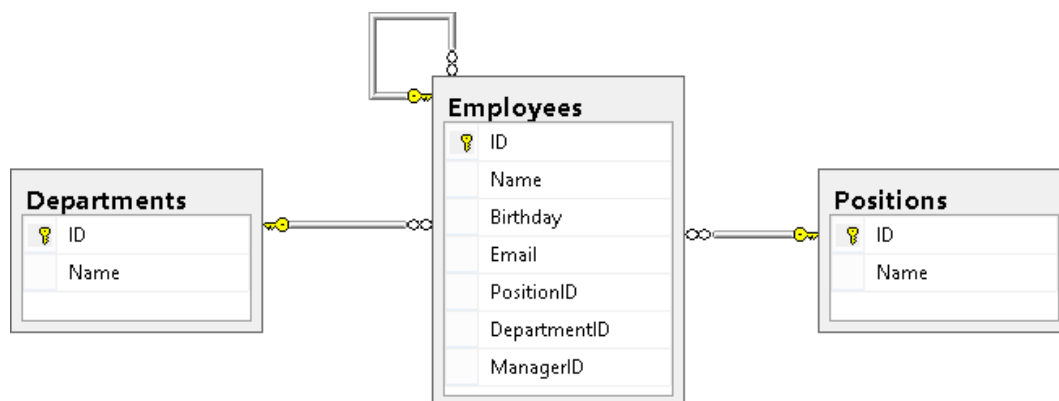 Departments
ID
Name
Employees
ID
Name
Birthday
Email
PositionID
DepartmentID
ManagerID
Positions
ID
Name